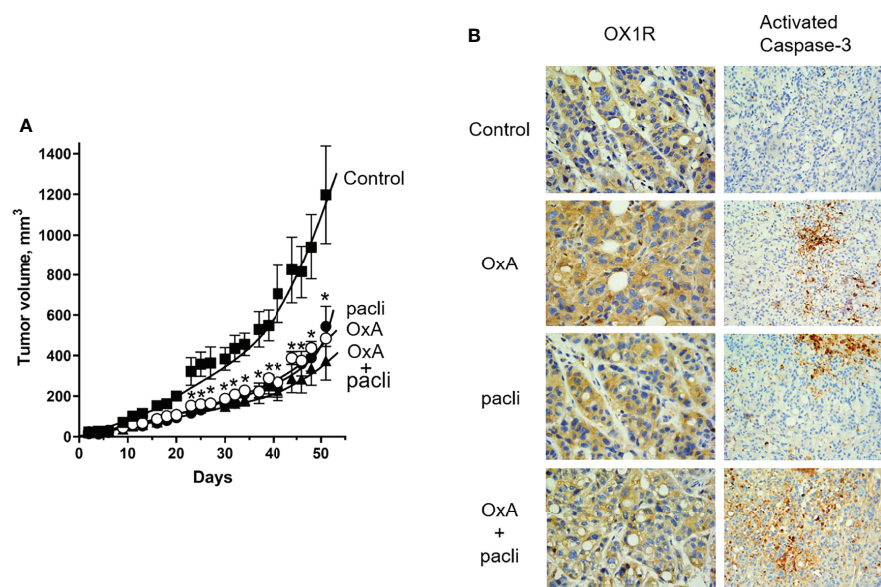 A
Tumor volume, mm3
1400
1200
1000
800
600
400
200
0
0
10
20
30
40
50
Days
Control
pacli
OxA
OxA
+
pacli
*
** * ** * ** ** ** * *
B
OX1R
Activated
Caspase-3
Control
OxA
pacli
OxA
+
pacli